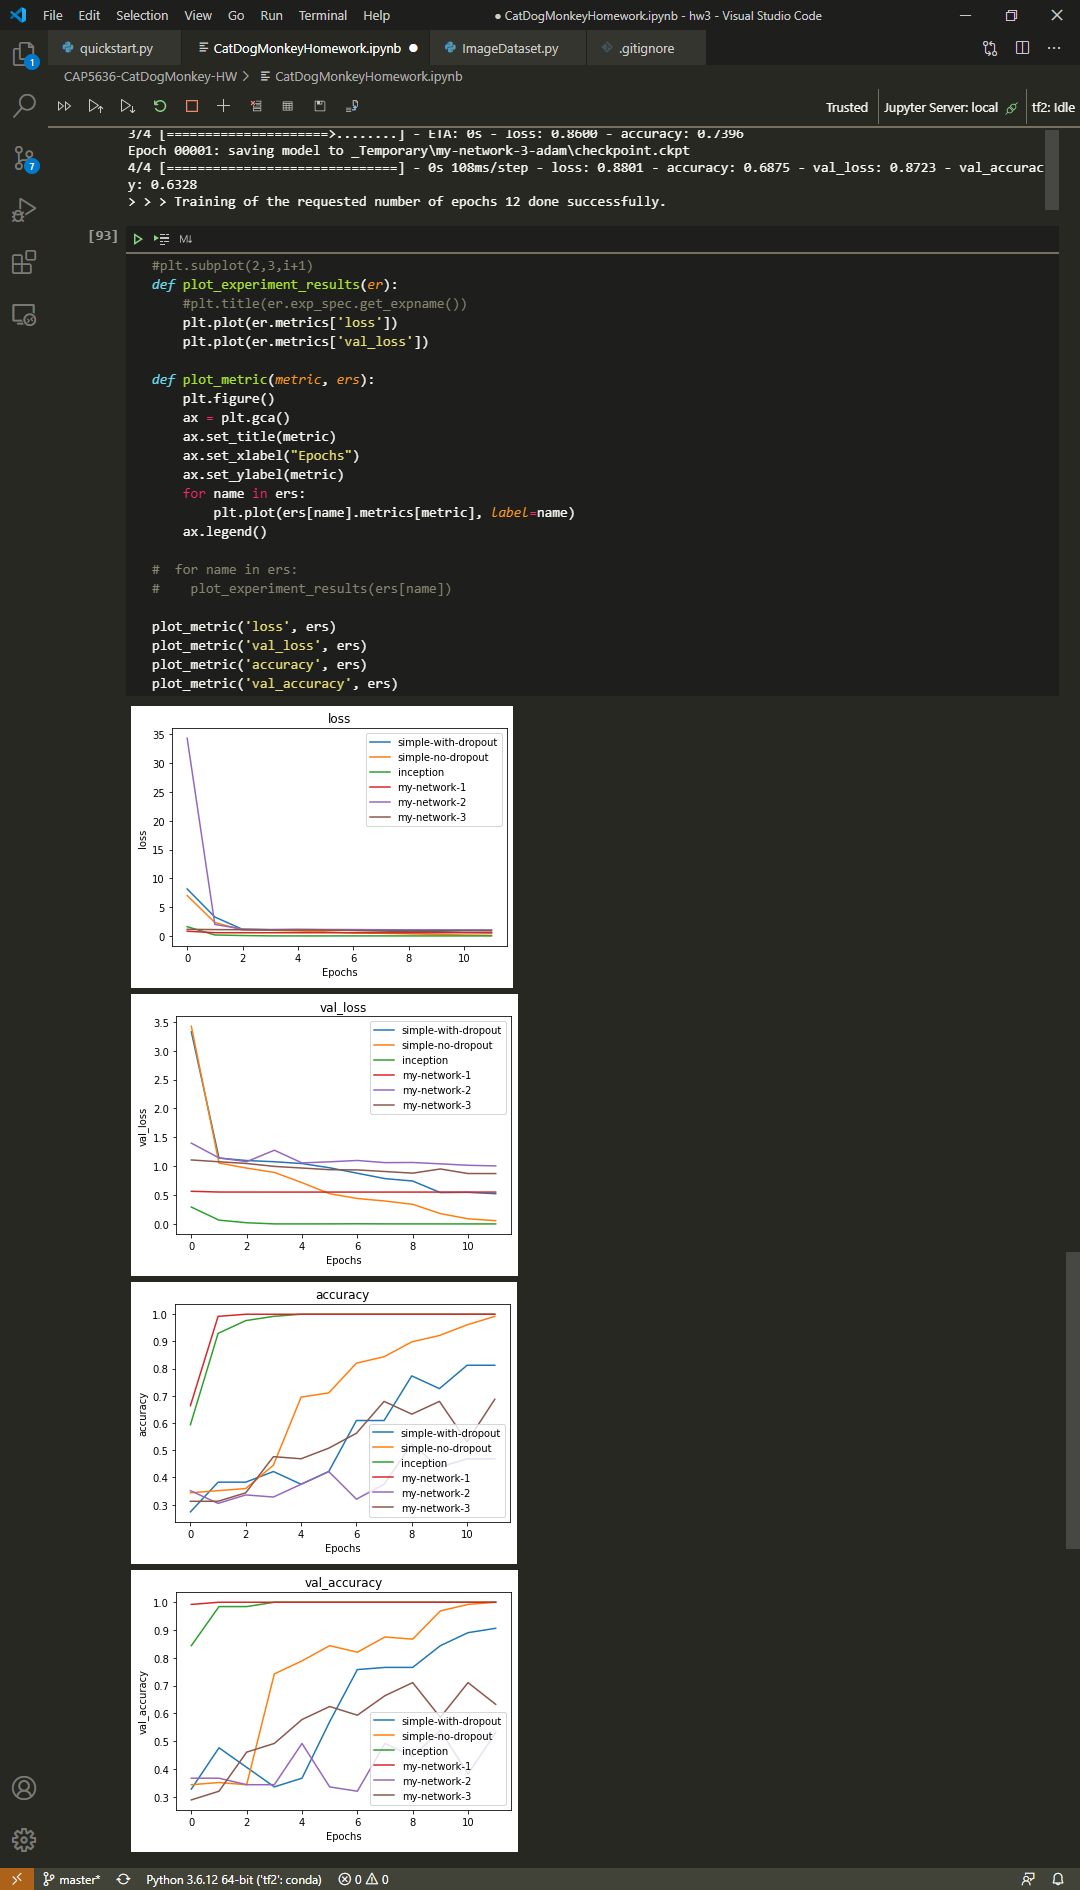 File Edit Selection View Go Run Terminal Help ● CatDogMonkeyHomework.ipynb - hw3 - Visual Studio Code
quickstart.py CatDogMonkeyHomework.ipynb ● ImageDataset.py .gitignore
CAP5636-CatDogMonkey-HW > CatDogMonkeyHomework.ipynb
Trusted Jupyter Server: local tf2: Idle
1
7
3/4 [=====================>........] - ETA: 0s - loss: 0.8600 - accuracy: 0.7396
Epoch 00001: saving model to _Temporary\my-network-3-adam\checkpoint.ckpt
4/4 [==============================] - 0s 108ms/step - loss: 0.8801 - accuracy: 0.6875 - val_loss: 0.8723 - val_accurac
y: 0.6328
> > > Training of the requested number of epochs 12 done successfully.
[93] M↓
#plt.subplot(2,3,i+1)
def plot_experiment_results(er):
    #plt.title(er.exp_spec.get_expname())
    plt.plot(er.metrics['loss'])
    plt.plot(er.metrics['val_loss'])
def plot_metric(metric, ers):
    plt.figure()
    ax = plt.gca()
    ax.set_title(metric)
    ax.set_xlabel("Epochs")
    ax.set_ylabel(metric)
    for name in ers:
        plt.plot(ers[name].metrics[metric], label=name)
    ax.legend()
#  for name in ers:
#    plot_experiment_results(ers[name])
plot_metric('loss', ers)
plot_metric('val_loss', ers)
plot_metric('accuracy', ers)
plot_metric('val_accuracy', ers)
loss
35
30
25
20
15
10
5
0
loss
simple-with-dropout
simple-no-dropout
inception
my-network-1
my-network-2
my-network-3
0 2 4 6 8 10
Epochs
val_loss
3.5
3.0
2.5
2.0
1.5
1.0
0.5
0.0
val_loss
simple-with-dropout
simple-no-dropout
inception
my-network-1
my-network-2
my-network-3
0 2 4 6 8 10
Epochs
accuracy
1.0
0.9
0.8
0.7
0.6
0.5
0.4
0.3
accuracy
simple-with-dropout
simple-no-dropout
inception
my-network-1
my-network-2
my-network-3
0 2 4 6 8 10
Epochs
val_accuracy
1.0
0.9
0.8
0.7
0.6
0.5
0.4
0.3
val_accuracy
simple-with-dropout
simple-no-dropout
inception
my-network-1
my-network-2
my-network-3
0 2 4 6 8 10
Epochs
master* Python 3.6.12 64-bit ('tf2': conda) 0 0